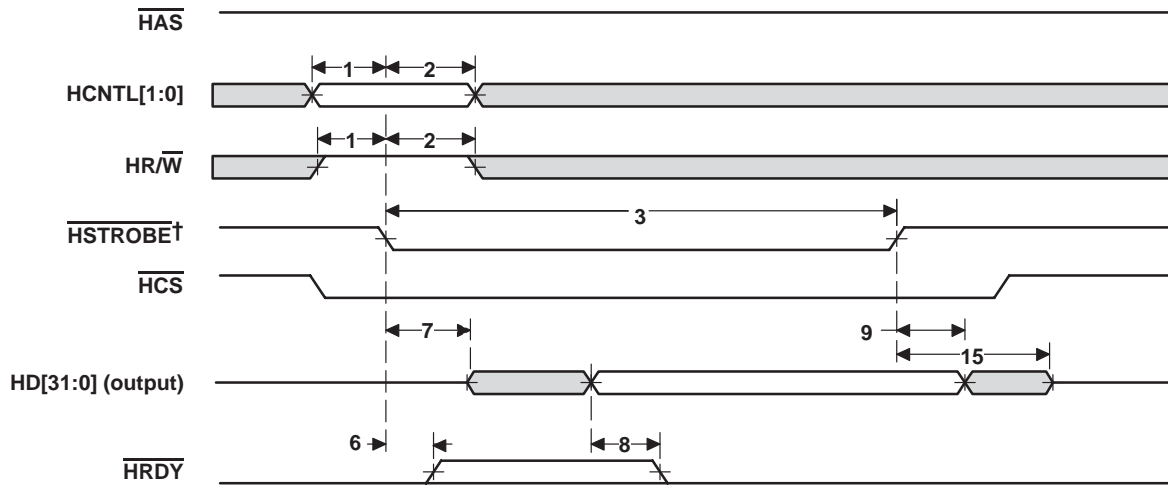 HAS
1 2
HCNTL[1:0]
1 2
HR/W
3
HSTROBE†
HCS
7 9
15
HD[31:0] (output)
6 8
HRDY